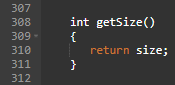 307
308 int getSize()
309 {
310 return size;
311 }
312